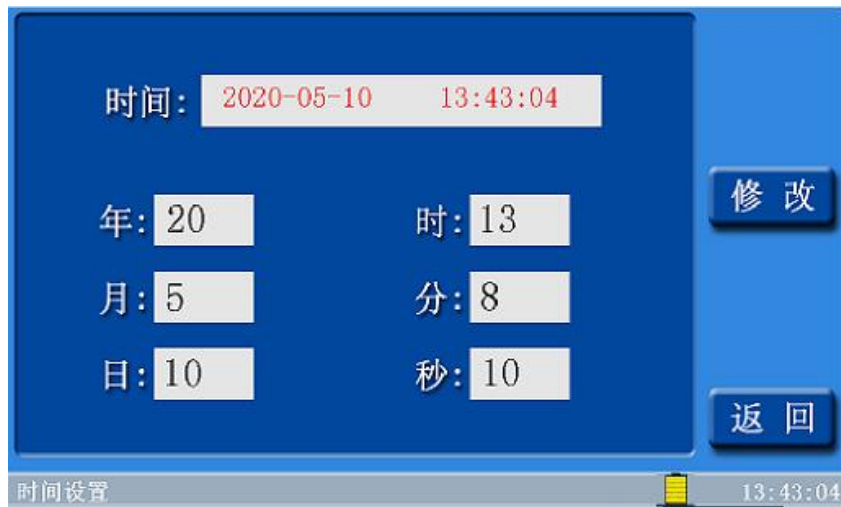 时间: 2020-05-10 13:43:04
年: 20 时: 13
修 改
月: 5 分: 8
日: 10 秒: 10
返 回
时间设置 13:43:04